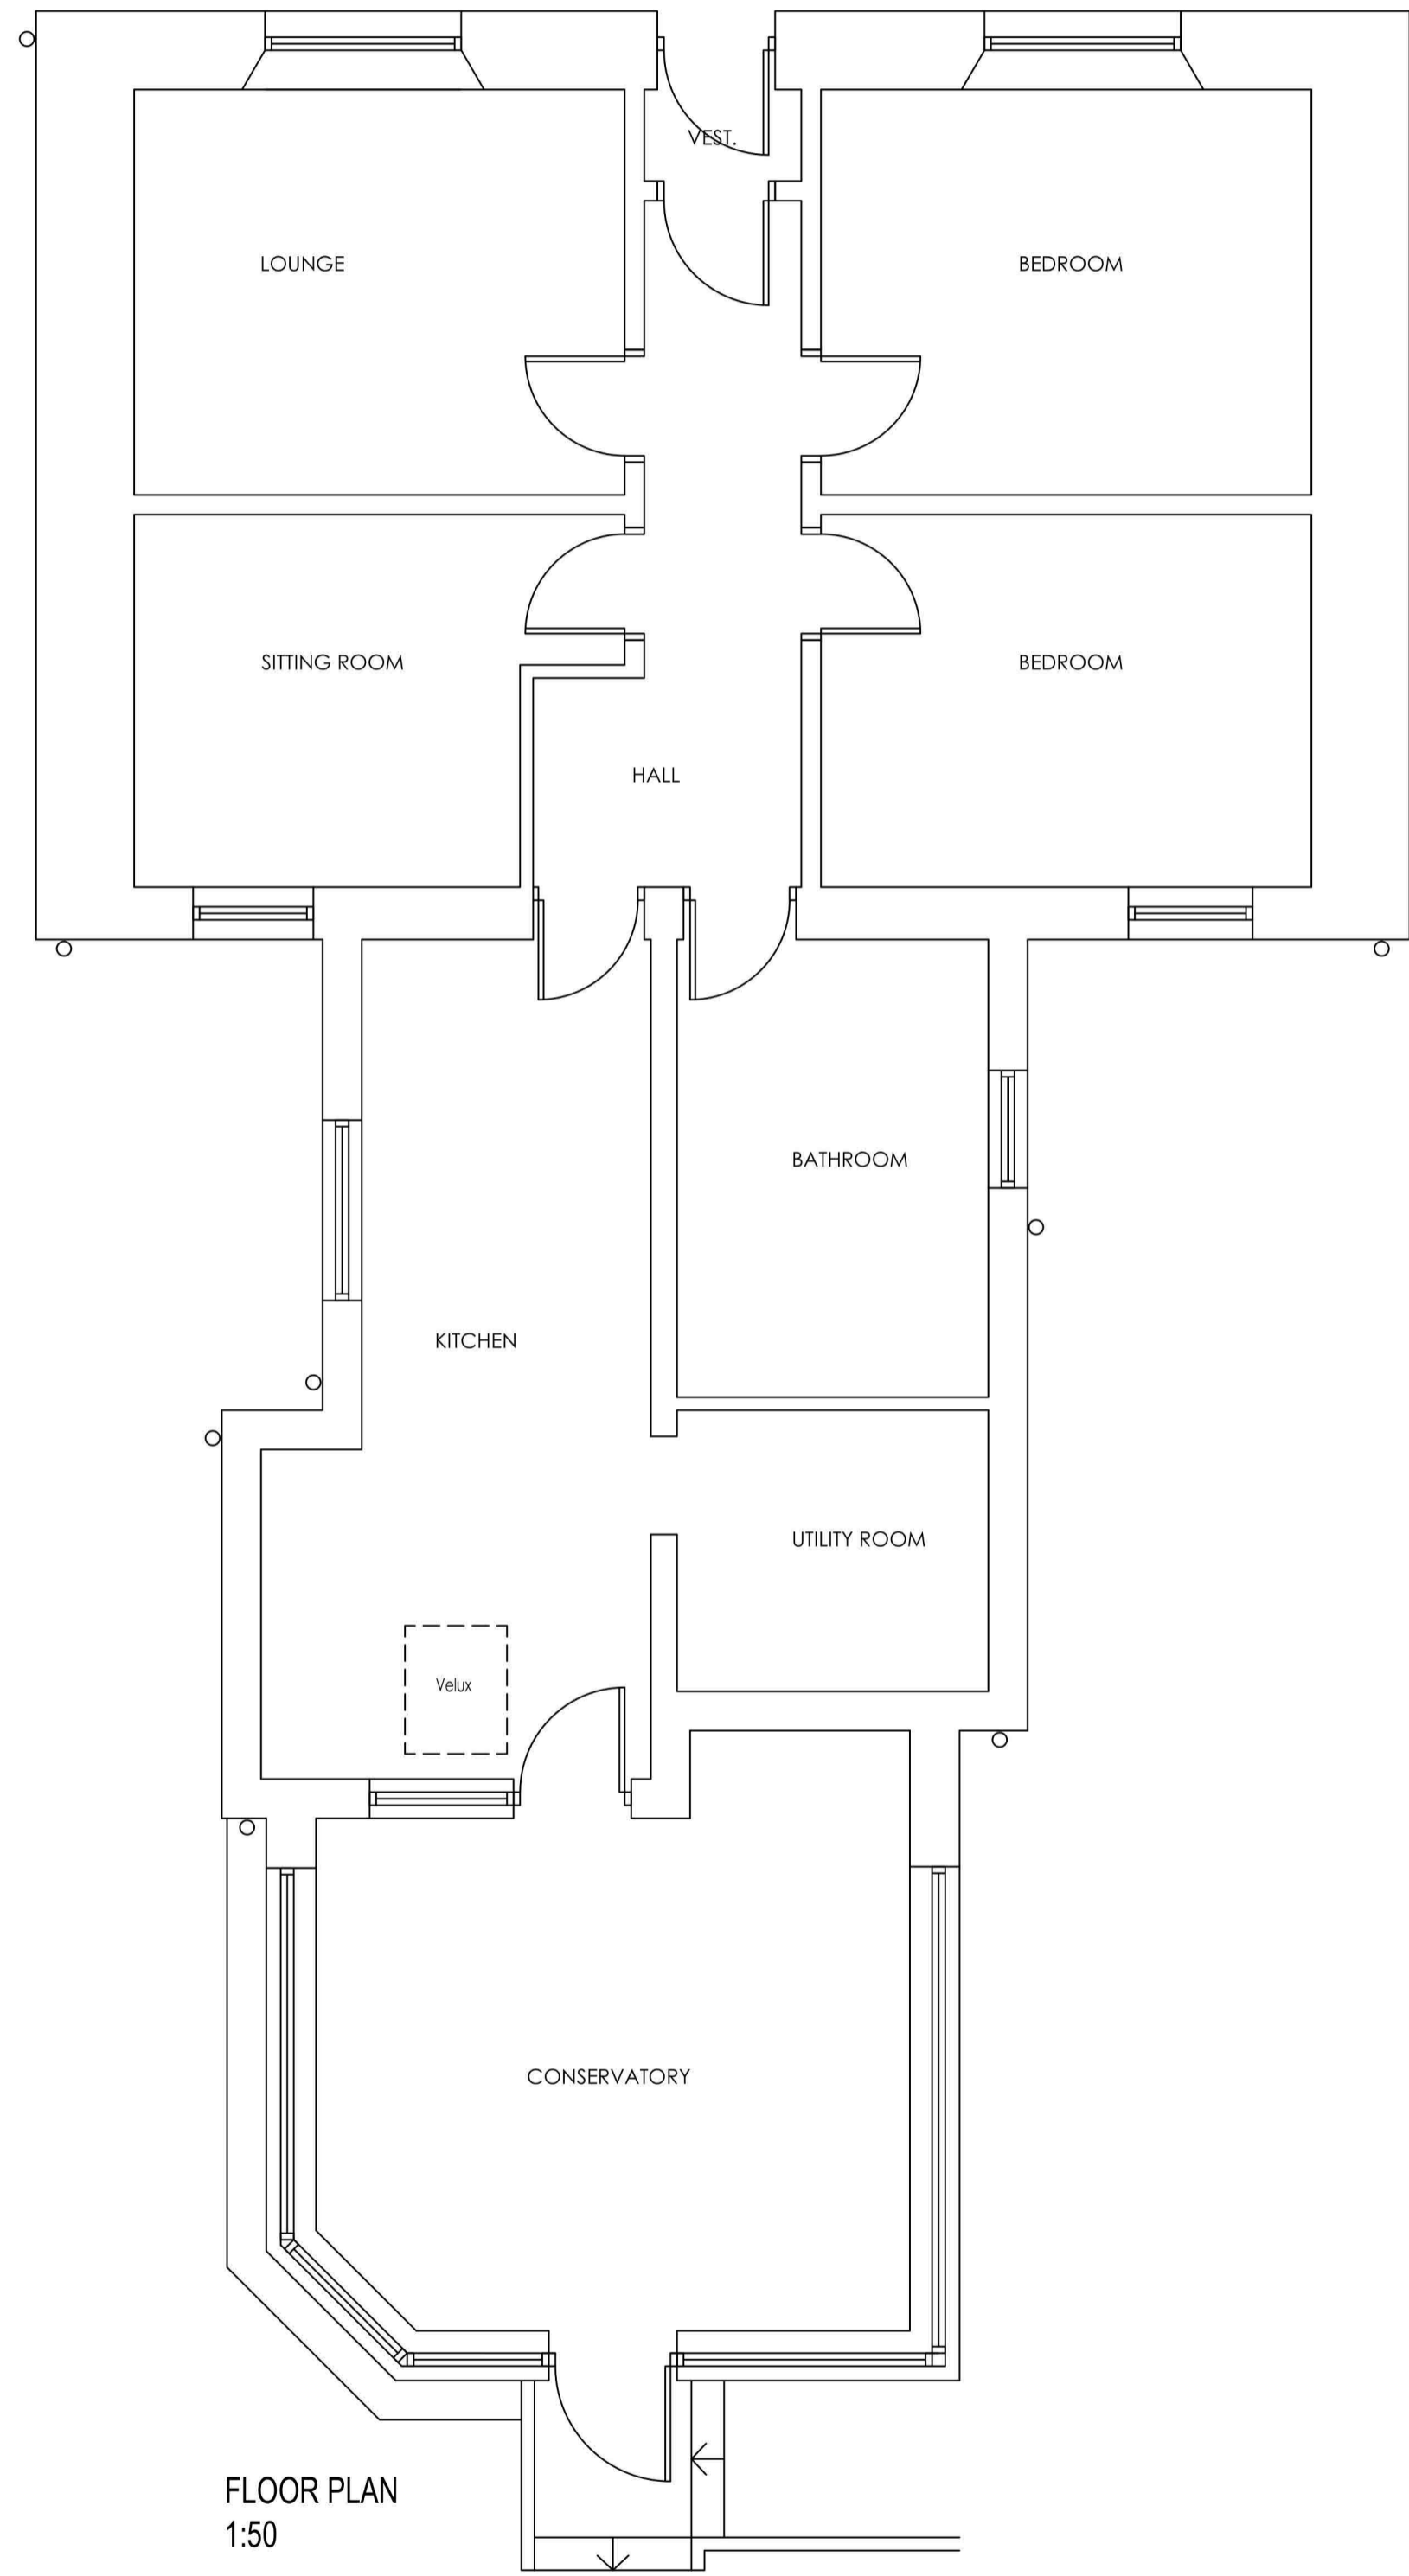 VEST.
LOUNGE
BEDROOM
SITTING ROOM
BEDROOM
HALL
BATHROOM
KITCHEN
UTILITY ROOM
Velux
CONSERVATORY
FLOOR PLAN
1:50